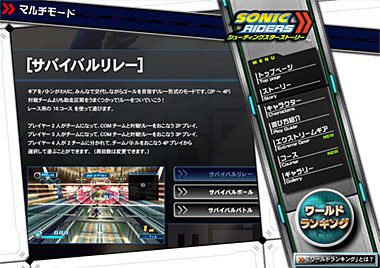 マルチモード
[サバイバルリレー]
ギアをバトンがわりに、みんなで交代しながらゴールを目指すリレー形式のモードです。(2P ～ 4P)
対戦チームよりも助走区間をうまくつかってリレーをつないでいこう！
レース用の 16 コース を使って遊びます。
プレイヤー 2 人がチームになって、COM チームと対戦リレーをおこなう 2P プレイ、
プレイヤー 3 人がチームになって、COM チームと対戦リレーをおこなう 3P プレイ、
プレイヤー 4 人が 2 チームに分かれて、チームバトルをおこなう 4P プレイから
選択して遊ぶことができます。(周回数は変更できます。)
サバイバルリレー
サバイバルボール
サバイバルバトル
SONIC RIDERS
シューティングスターストーリー
MENU
トップページ
Top Page
ストーリー
Story
キャラクター
Characters
遊び方紹介
Play Guide
エクストリームギア
Extreme Gear
NEW
コース
Course
NEW
ギャラリー
Gallery
ワールド
ランキング
「ワールドランキング」とは？